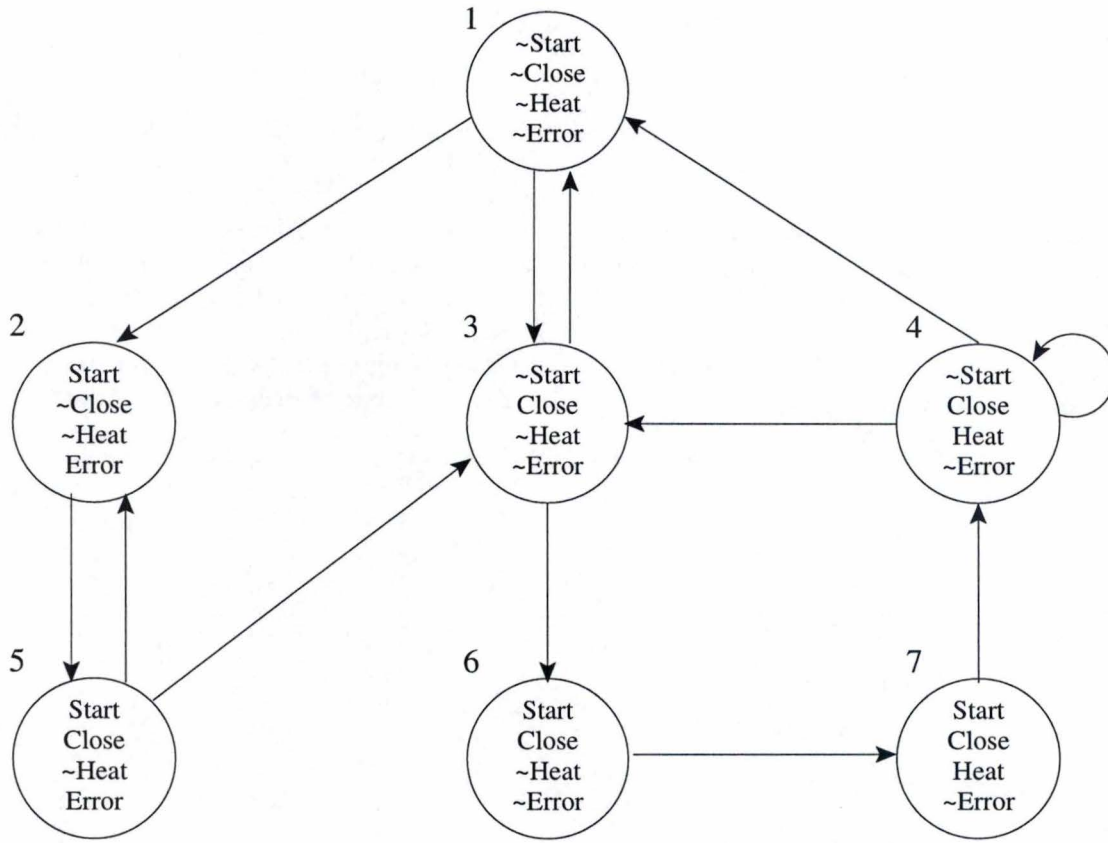 1
~Start
~Close
~Heat
~Error
2
Start
~Close
~Heat
Error
3
~Start
Close
~Heat
~Error
4
~Start
Close
Heat
~Error
5
Start
Close
~Heat
Error
6
Start
Close
~Heat
~Error
7
Start
Close
Heat
~Error